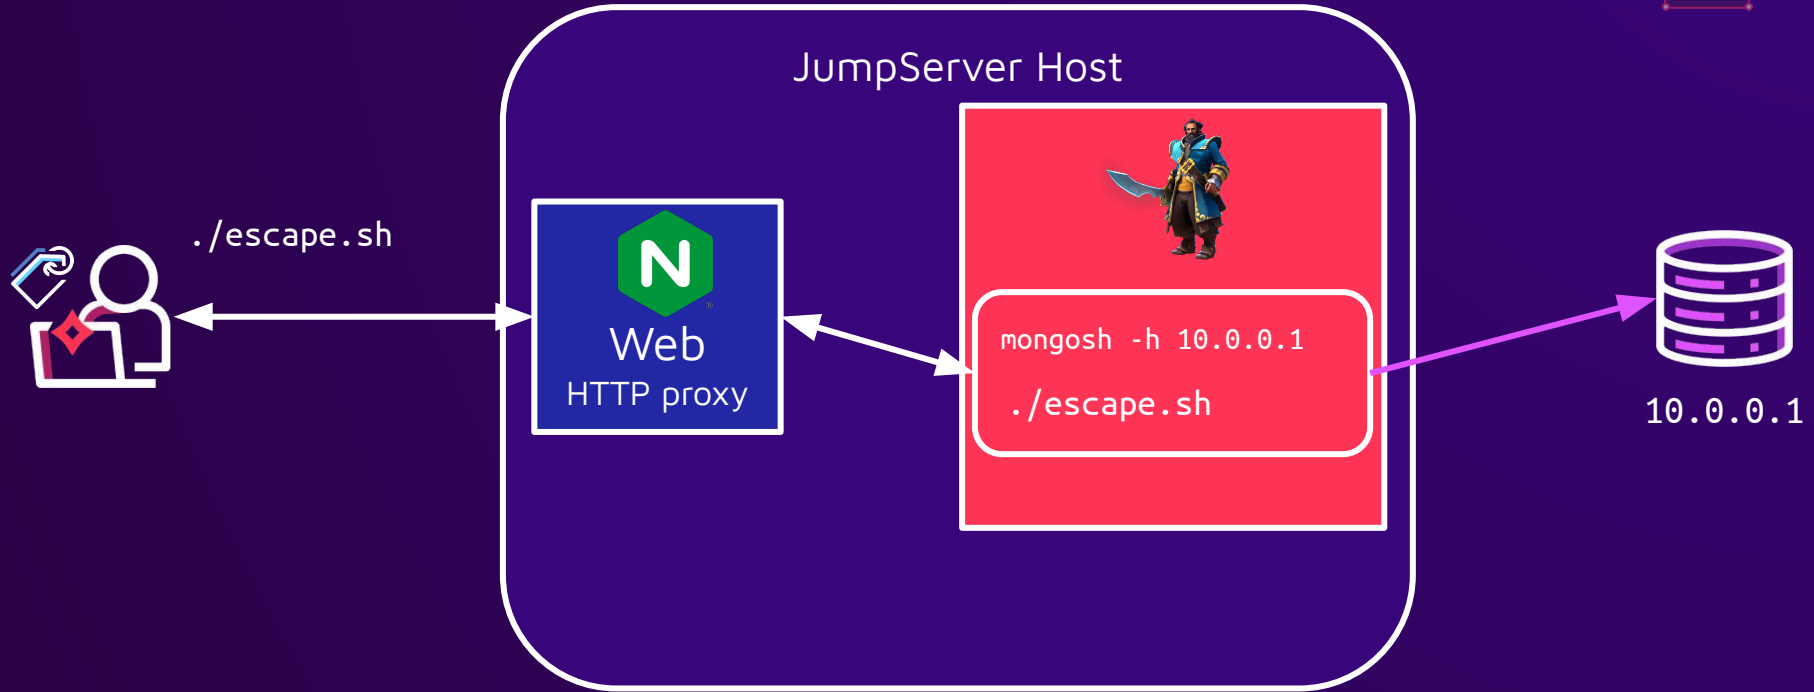 JumpServer Host
./escape.sh
N
Web
HTTP proxy
mongosh -h 10.0.0.1
./escape.sh
10.0.0.1